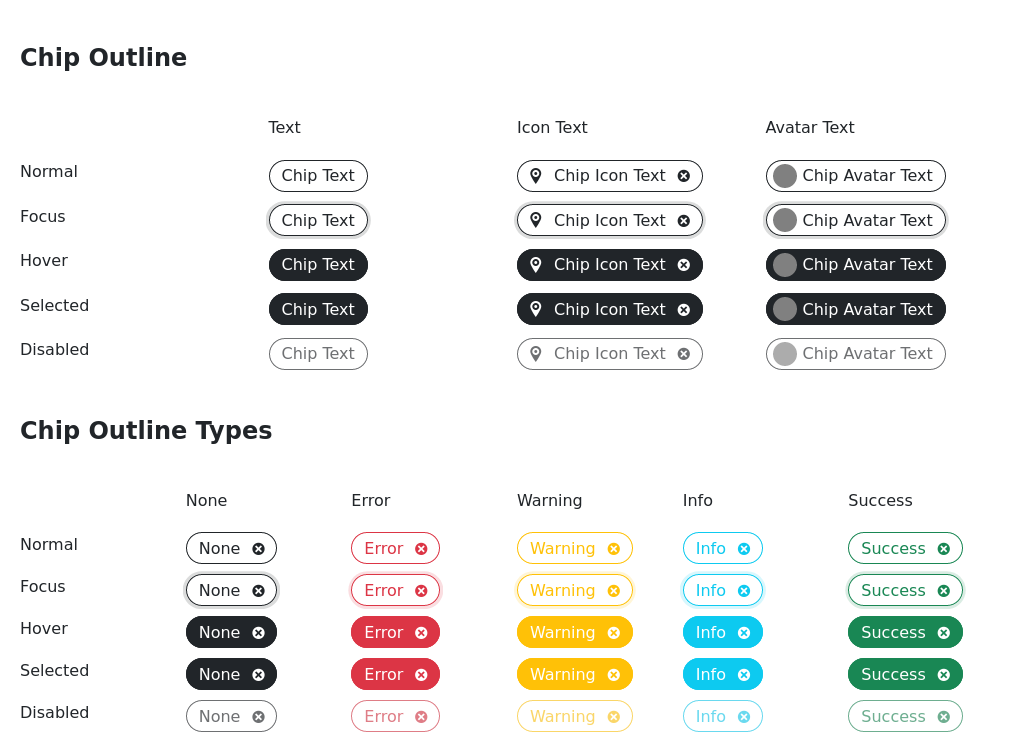 Chip Outline
Text Icon Text Avatar Text
Normal Chip Text Chip Icon Text Chip Avatar Text
Focus Chip Text Chip Icon Text Chip Avatar Text
Hover Chip Text Chip Icon Text Chip Avatar Text
Selected Chip Text Chip Icon Text Chip Avatar Text
Disabled Chip Text Chip Icon Text Chip Avatar Text
Chip Outline Types
None Error Warning Info Success
Normal None Error Warning Info Success
Focus None Error Warning Info Success
Hover None Error Warning Info Success
Selected None Error Warning Info Success
Disabled None Error Warning Info Success